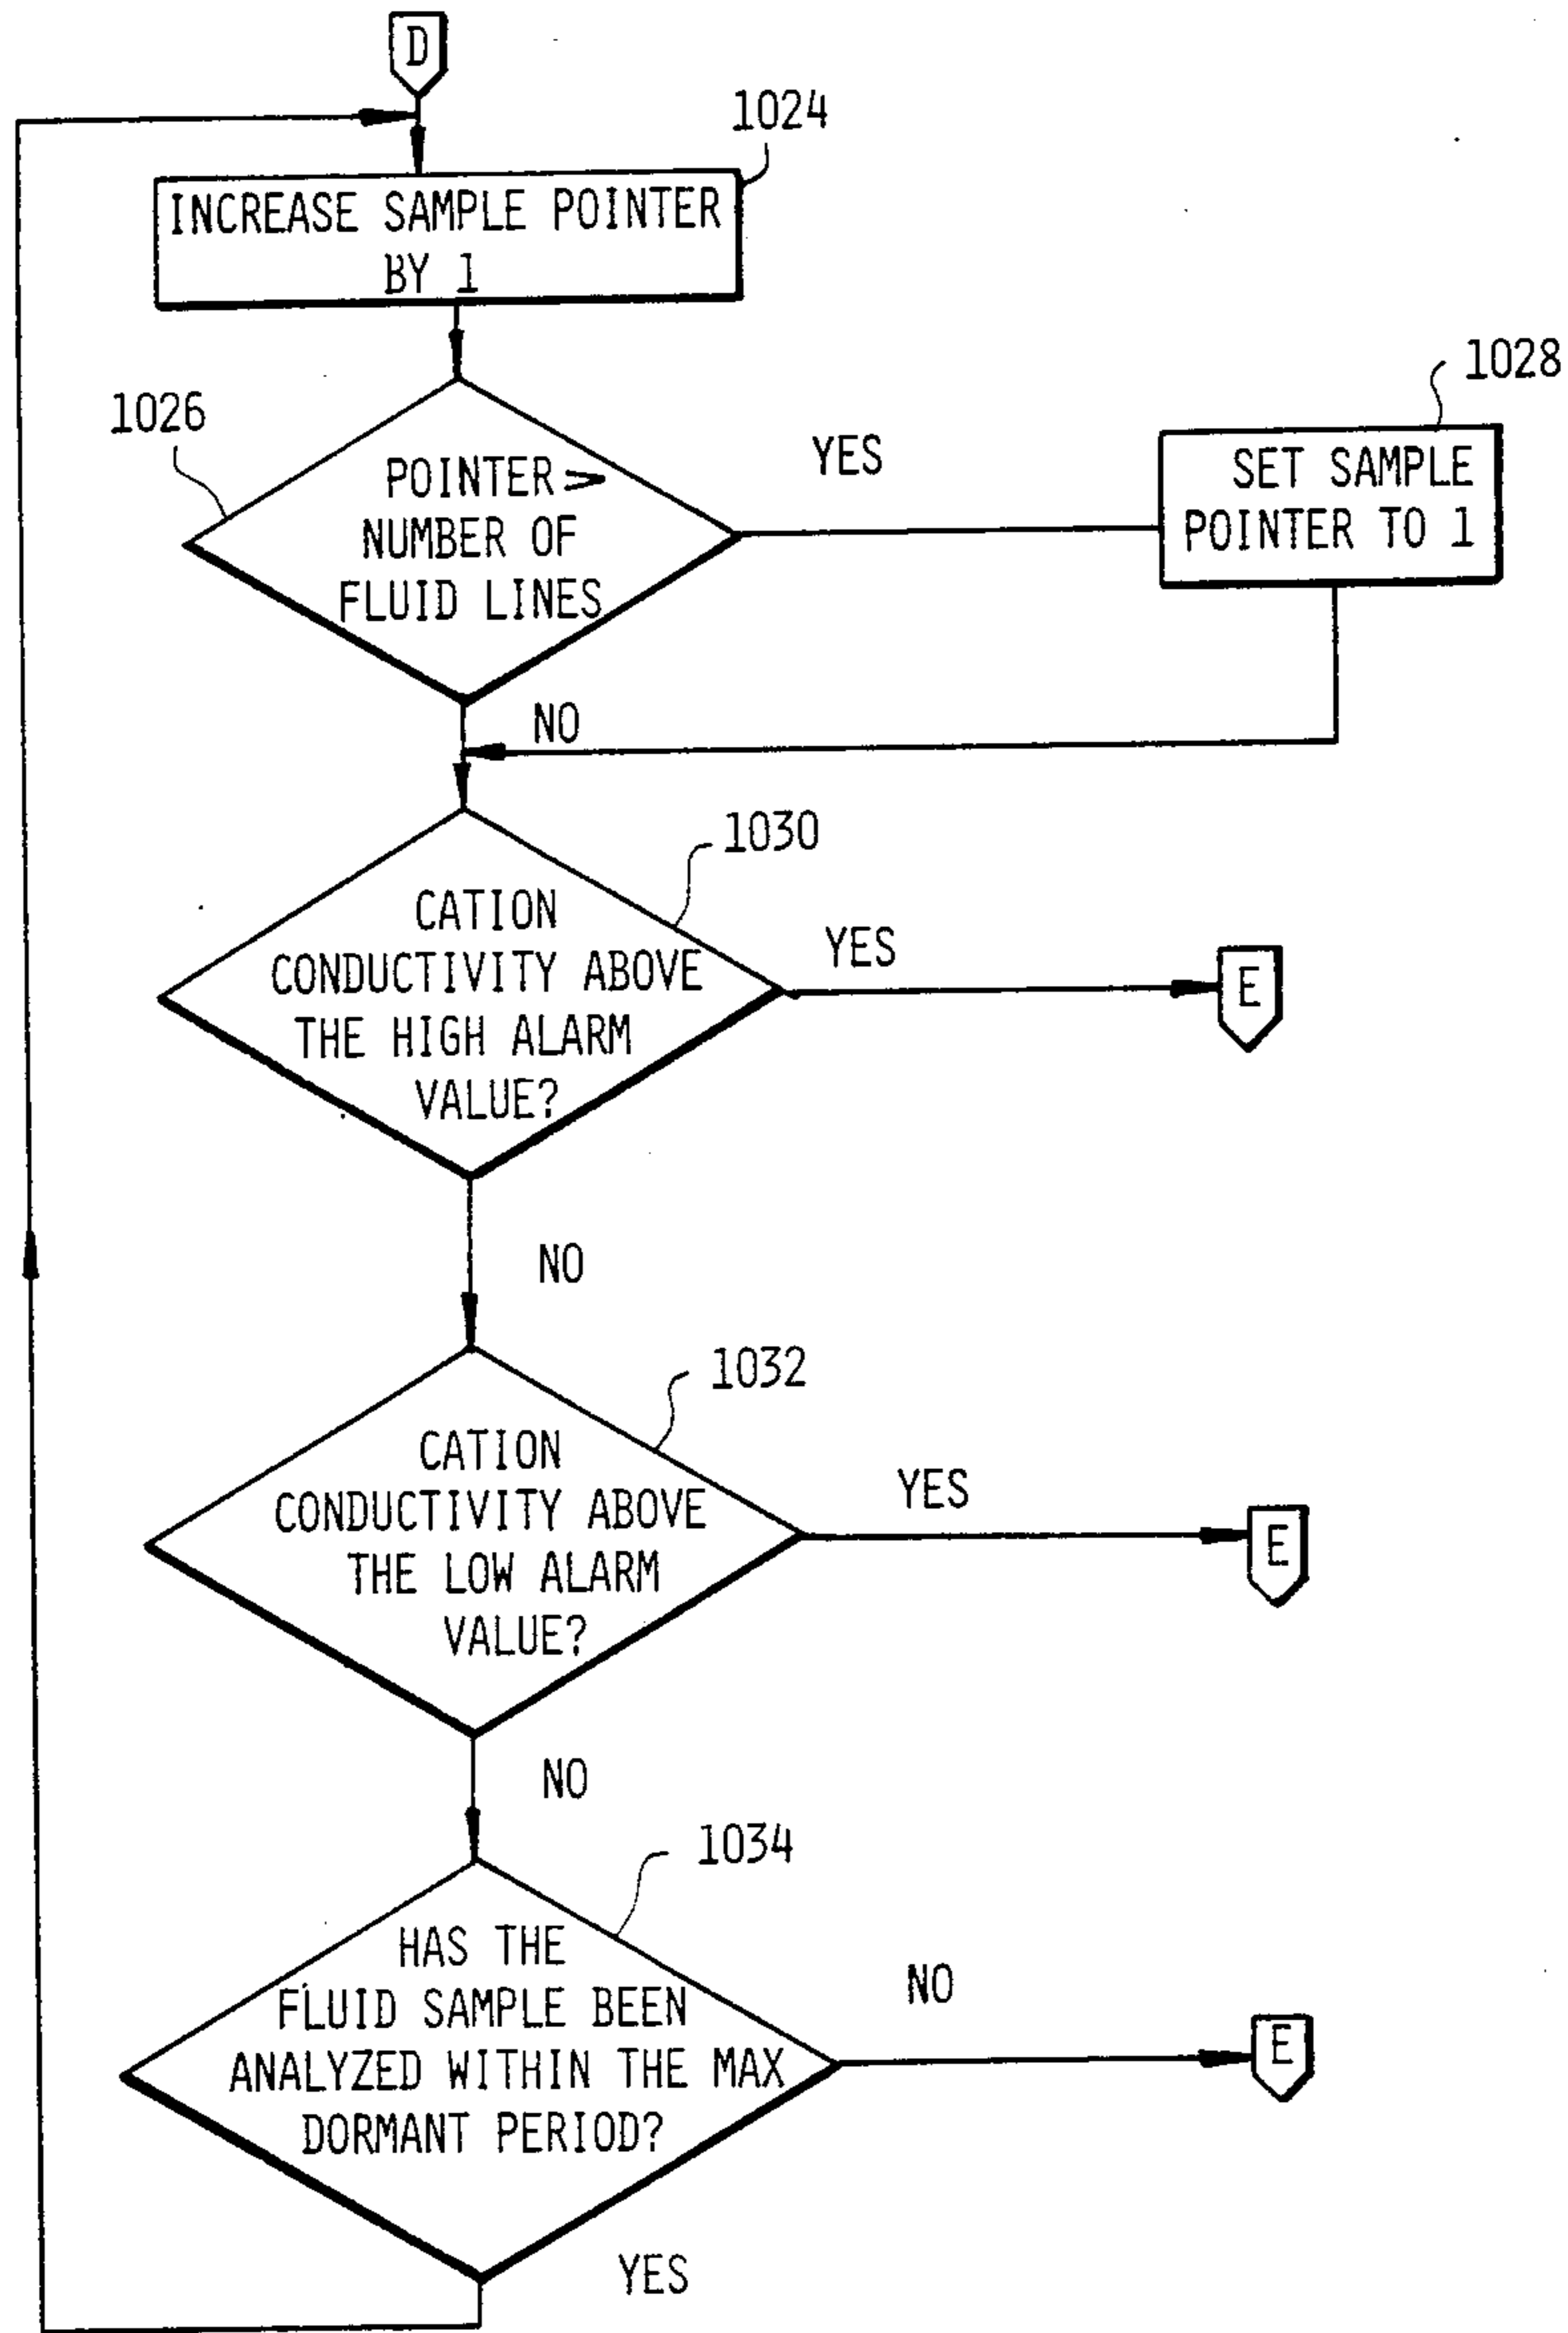 D
1024
INCREASE SAMPLE POINTER
BY 1
1026
POINTER >
NUMBER OF
FLUID LINES
YES
1028
SET SAMPLE
POINTER TO 1
NO
1030
CATION
CONDUCTIVITY ABOVE
THE HIGH ALARM
VALUE?
YES
E
NO
1032
CATION
CONDUCTIVITY ABOVE
THE LOW ALARM
VALUE?
YES
E
NO
1034
HAS THE
FLUID SAMPLE BEEN
ANALYZED WITHIN THE MAX
DORMANT PERIOD?
NO
E
YES